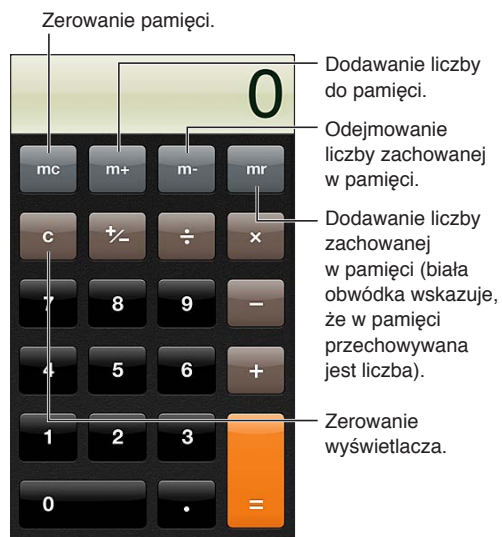 Zerowanie pamięci.
0
Dodawanie liczby
do pamięci.
Odejmowanie
liczby zachowanej
w pamięci.
Dodawanie liczby
zachowanej
w pamięci (biała
obwódka wskazuje,
że w pamięci
przechowywana
jest liczba).
Zerowanie
wyświetlacza.
mc m+ m- mr
c +/− ÷ ×
7 8 9 −
4 5 6 +
1 2 3
0 . =